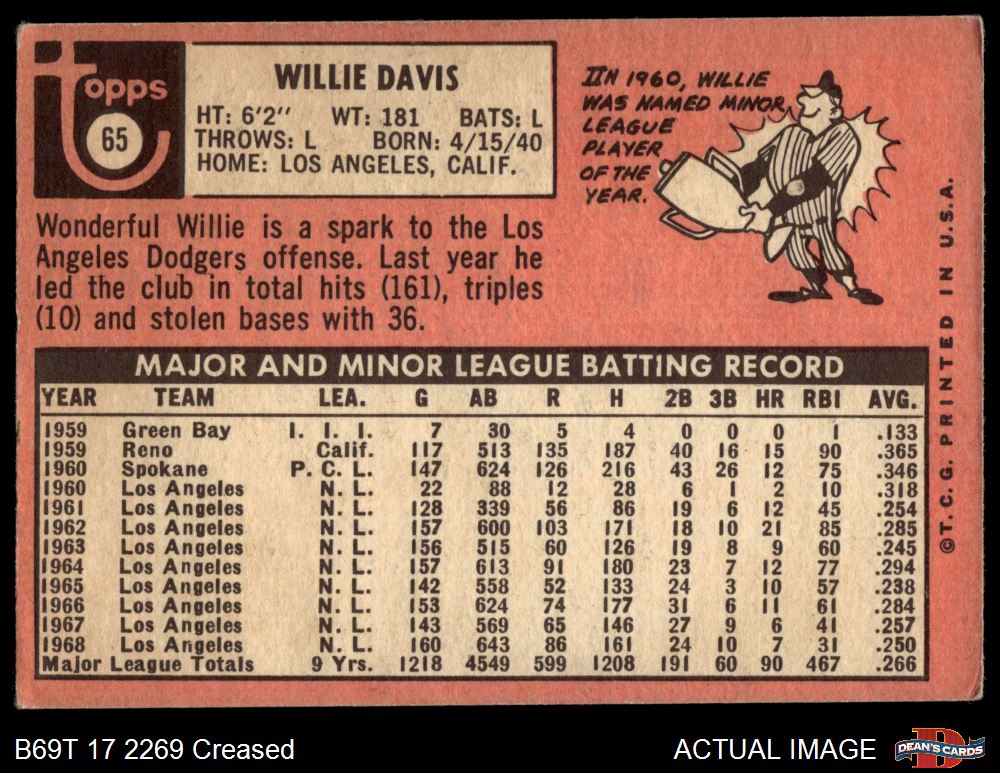 Topps
65
WILLIE DAVIS
HT: 6'2" WT: 181 BATS: L
THROWS: L BORN: 4/15/40
HOME: LOS ANGELES, CALIF.
IN 1960, WILLIE
WAS NAMED MINOR
LEAGUE
PLAYER
OF THE
YEAR.
Wonderful Willie is a spark to the Los
Angeles Dodgers offense. Last year he
led the club in total hits (161), triples
(10) and stolen bases with 36.
MAJOR AND MINOR LEAGUE BATTING RECORD
YEAR TEAM LEA. G AB R H 2B 3B HR RBI AVG.
1959 Green Bay I. I. I. 7 30 5 4 0 0 0 1 .133
1959 Reno Calif. 117 513 135 187 40 16 15 90 .365
1960 Spokane P. C. L. 147 624 126 216 43 26 12 75 .346
1960 Los Angeles N. L. 22 88 12 28 6 1 2 10 .318
1961 Los Angeles N. L. 128 339 56 86 19 6 12 45 .254
1962 Los Angeles N. L. 157 600 103 171 18 10 21 85 .285
1963 Los Angeles N. L. 156 515 60 126 19 8 9 60 .245
1964 Los Angeles N. L. 157 613 91 180 23 7 12 77 .294
1965 Los Angeles N. L. 142 558 52 133 24 3 10 57 .238
1966 Los Angeles N. L. 153 624 74 177 31 6 11 61 .284
1967 Los Angeles N. L. 143 569 65 146 27 9 6 41 .257
1968 Los Angeles N. L. 160 643 86 161 24 10 7 31 .250
Major League Totals 9 Yrs. 1218 4549 599 1208 191 60 90 467 .266
©T. C. G. PRINTED IN U.S.A.
B69T 17 2269 Creased
ACTUAL IMAGE
DEAN'S CARDS